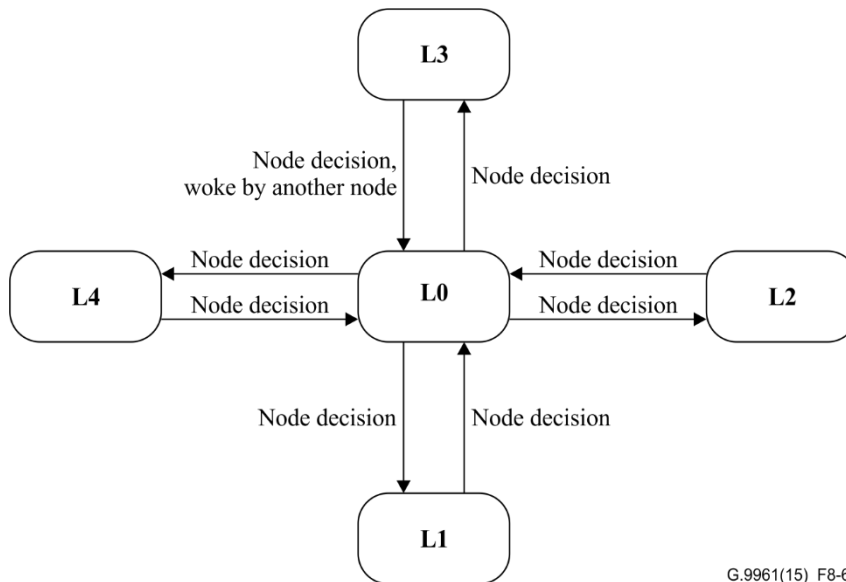 L3
Node decision,
woke by another node
Node decision
Node decision
Node decision
L4
L0
L2
Node decision
Node decision
Node decision
Node decision
L1
G.9961(15)_F8-6